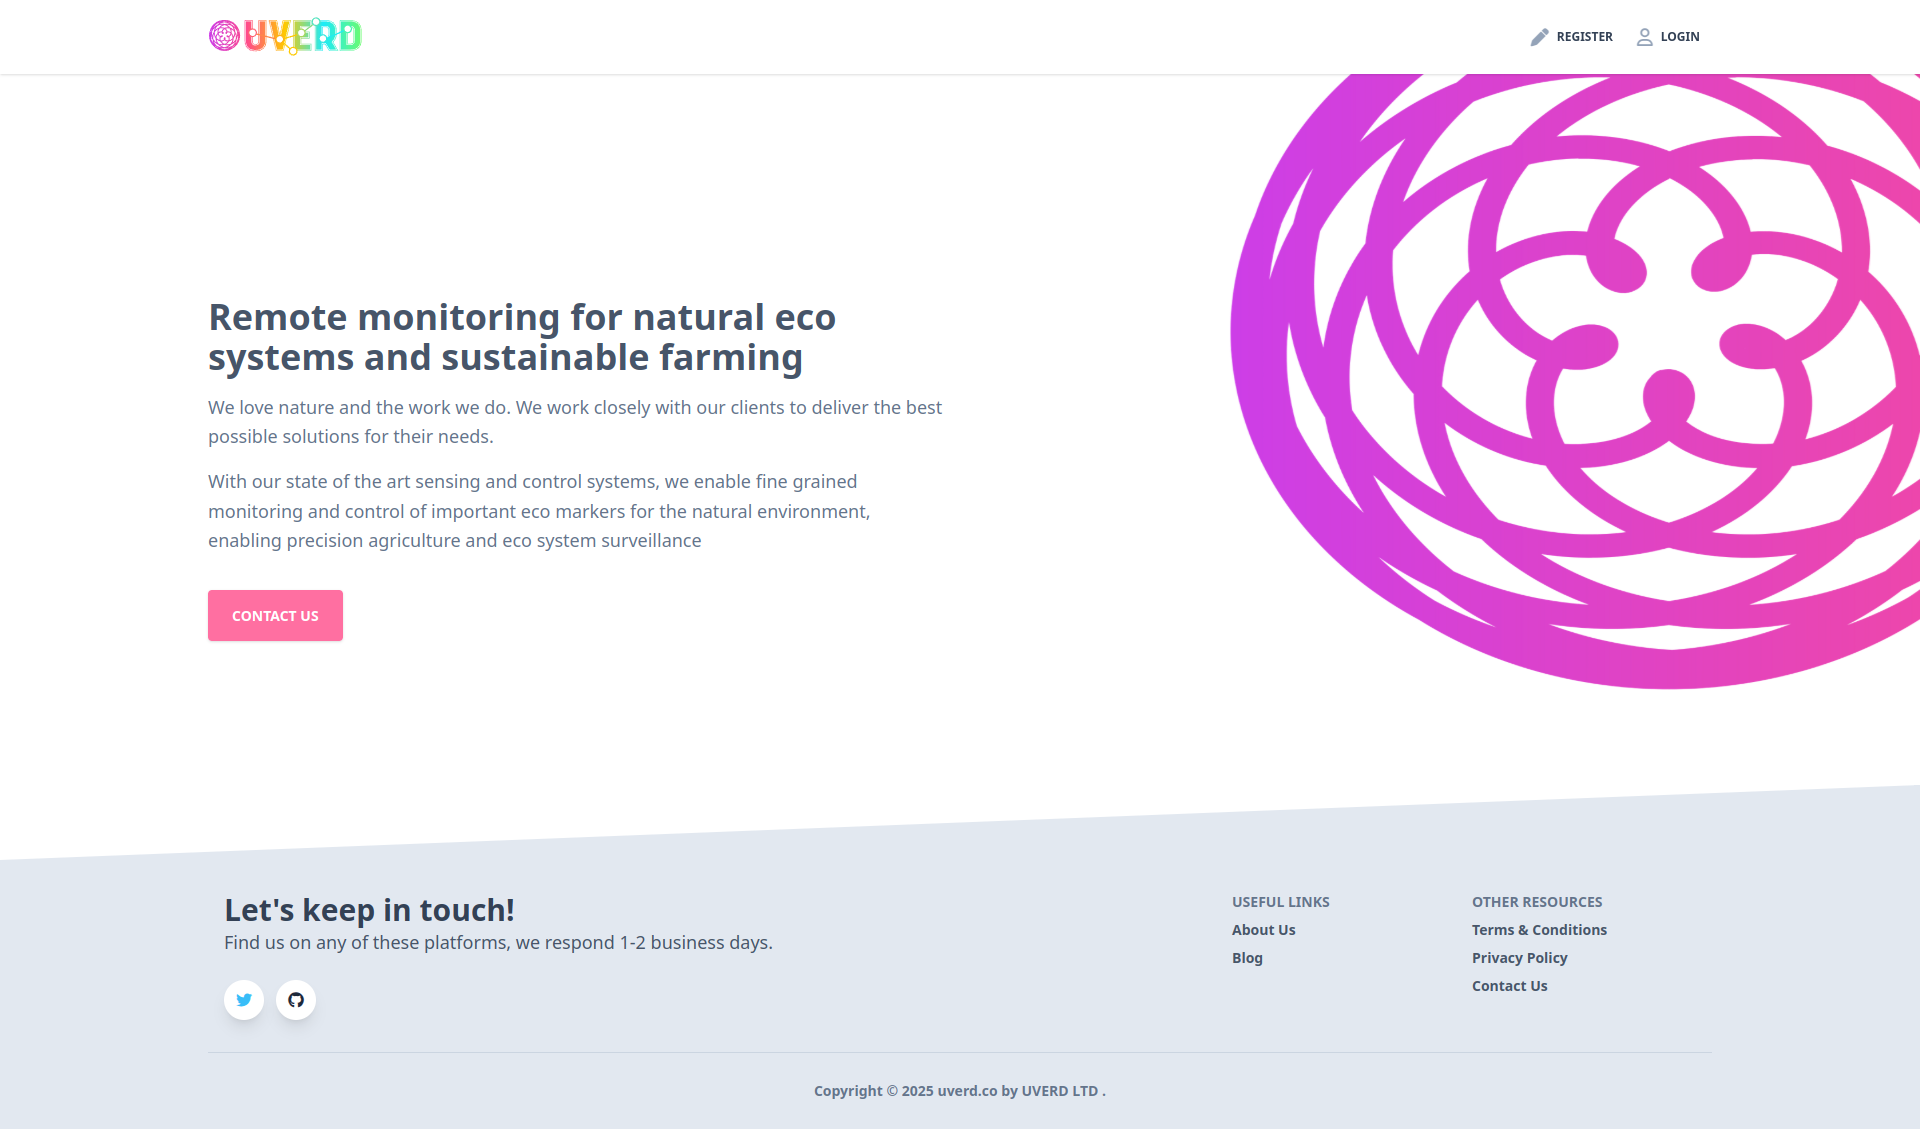 UVERD
REGISTER
LOGIN
Remote monitoring for natural eco
systems and sustainable farming
We love nature and the work we do. We work closely with our clients to deliver the best
possible solutions for their needs.
With our state of the art sensing and control systems, we enable fine grained
monitoring and control of important eco markers for the natural environment,
enabling precision agriculture and eco system surveillance
CONTACT US
Let's keep in touch!
Find us on any of these platforms, we respond 1-2 business days.
USEFUL LINKS
About Us
Blog
OTHER RESOURCES
Terms & Conditions
Privacy Policy
Contact Us
Copyright © 2025 uverd.co by UVERD LTD .